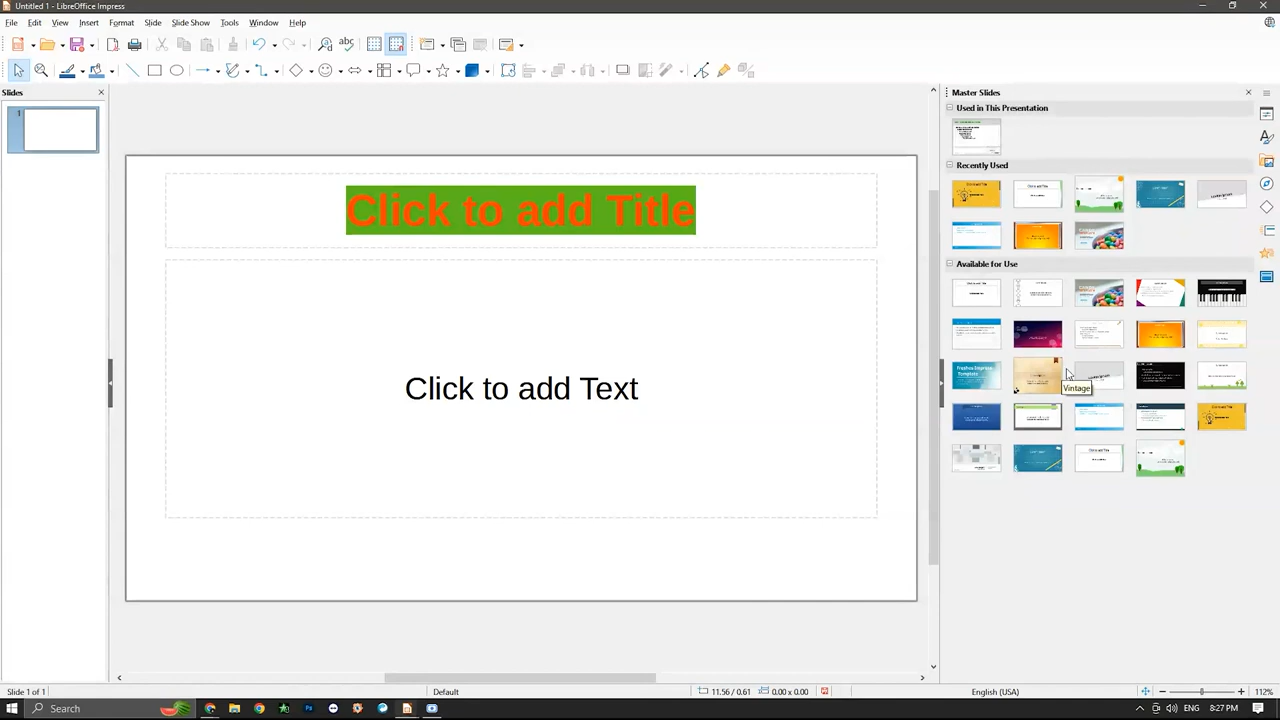 Untitled 1 - LibreOffice Impress
File Edit View Insert Format Slide Slide Show Tools Window Help
Slides
1
Click to add Title
Click to add Text
Master Slides
Used in This Presentation
Recently Used
Available for Use
Vintage
Slide 1 of 1
Default
11.56 / 0.61
0.00 x 0.00
English (USA)
112%
Search
ENG
8:27 PM